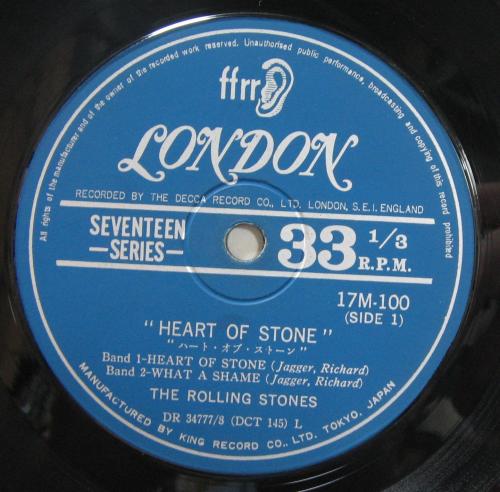 All rights of the manufacturer and of the owner of the recorded work reserved. Unauthorised public performance, broadcasting and copying of this record prohibited
ffrr
LONDON
RECORDED BY THE DECCA RECORD CO., LTD. LONDON, S.E.I. ENGLAND
SEVENTEEN
—SERIES—
33 1/3
R.P.M.
17M-100
(SIDE 1)
"HEART OF STONE"
"ハート・オブ・ストーン"
Band 1-HEART OF STONE (Jagger, Richard)
Band 2-WHAT A SHAME (Jagger, Richard)
THE ROLLING STONES
DR 34777/8 (DCT 145) L
MANUFACTURED BY KING RECORD CO., LTD. TOKYO. JAPAN